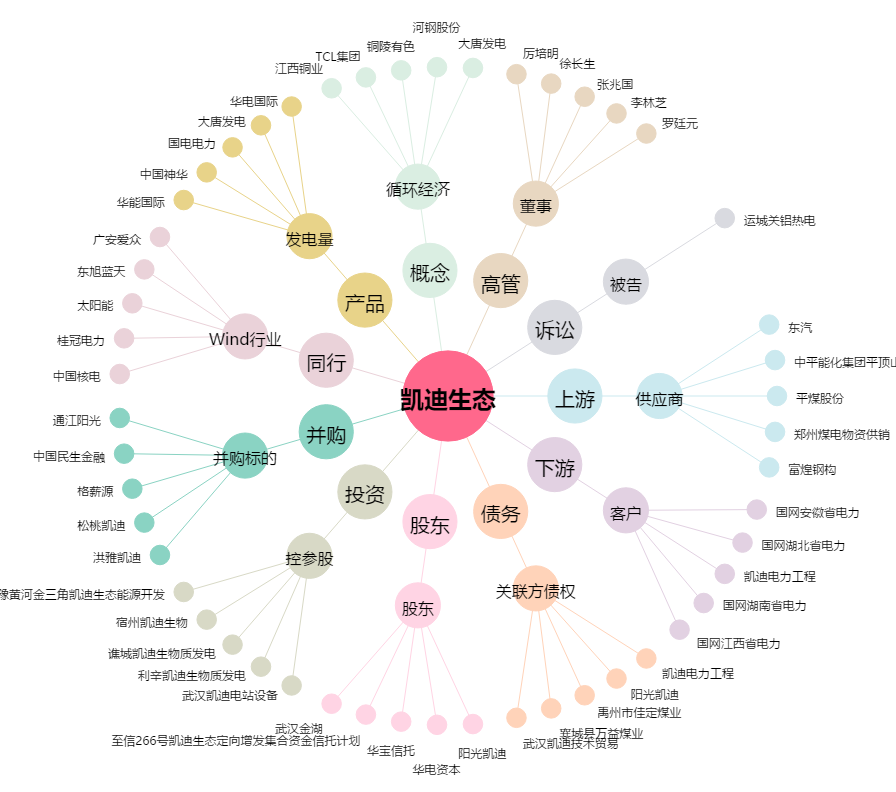 河钢股份
大唐发电
铜陵有色
TCL集团
江西铜业
厉培明
徐长生
张兆国
李林芝
罗廷元
华电国际
大唐发电
国电电力
中国神华
华能国际
循环经济
董事
运城关铝热电
发电量
概念
高管
被告
广安爱众
东旭蓝天
太阳能
桂冠电力
中国核电
Wind行业
产品
诉讼
同行
东汽
中平能化集团平顶山
平煤股份
郑州煤电物资供销
富煌钢构
凯迪生态
上游
供应商
通江阳光
中国民生金融
格薪源
松桃凯迪
洪雅凯迪
并购标的
并购
下游
投资
股东
债务
客户
国网安徽省电力
国网湖北省电力
凯迪电力工程
国网湖南省电力
国网江西省电力
控参股
关联方债权
股东
豫黄河金三角凯迪生态能源开发
宿州凯迪生物
谯城凯迪生物质发电
利辛凯迪生物质发电
武汉凯迪电站设备
凯迪电力工程
阳光凯迪
禹州市佳定煤业
襄城县万益煤业
武汉凯迪技术贸易
武汉金湖
至信266号凯迪生态定向增发集合资金信托计划
华宝信托
华电资本
阳光凯迪